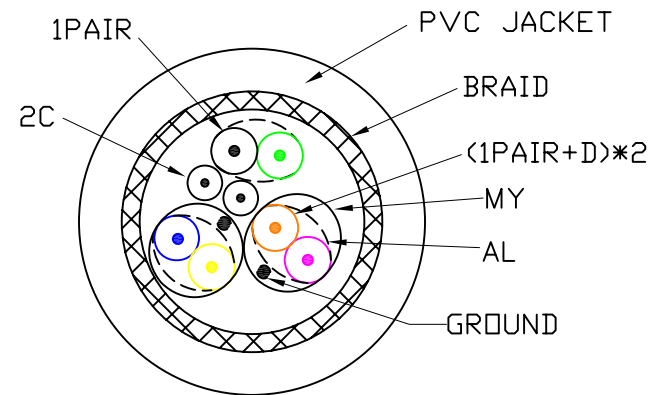 1PAIR
PVC JACKET
BRAID
2C
(1PAIR+D)*2
MY
AL
GROUND